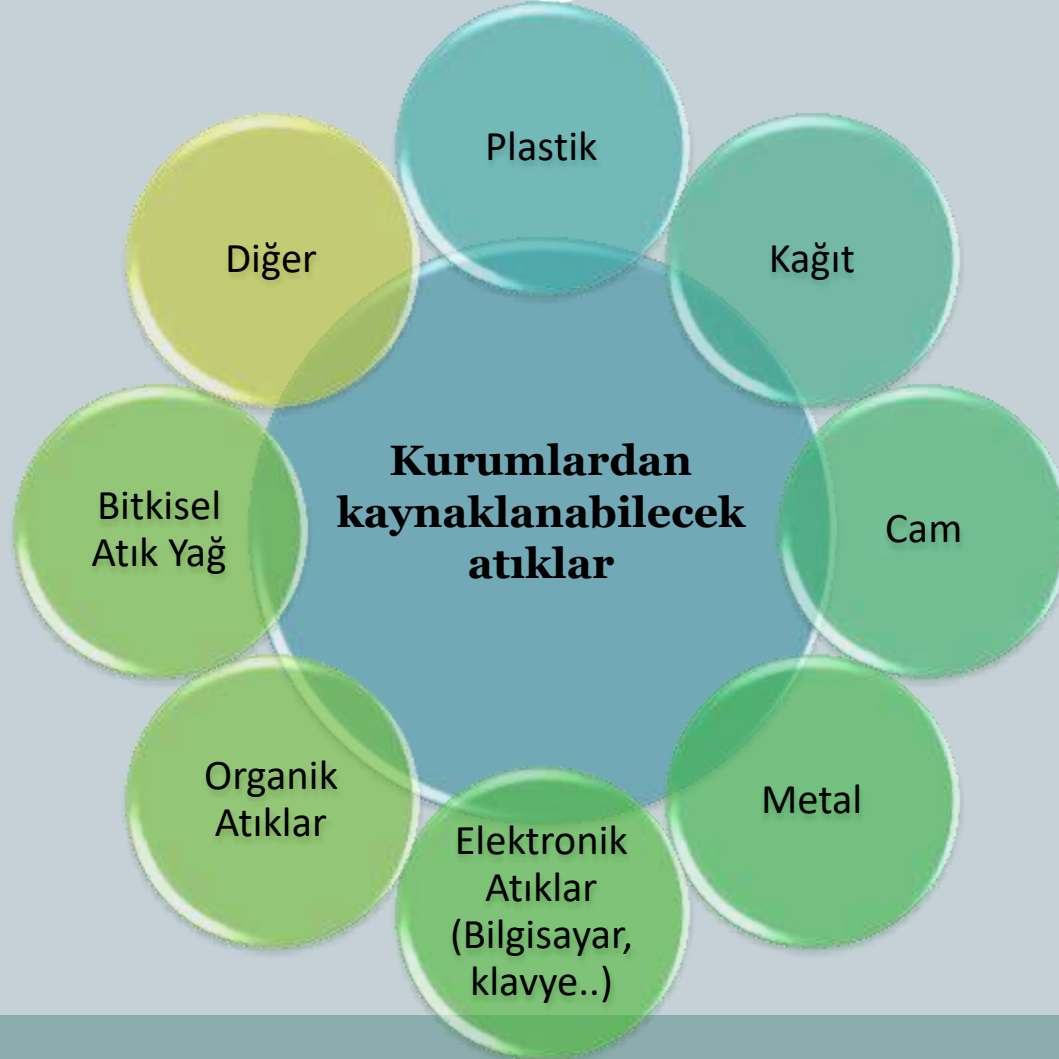 Kurumlardan
kaynaklanabilecek
atıklar
Plastik
Kağıt
Cam
Metal
Elektronik
Atıklar
(Bilgisayar,
klavye..)
Organik
Atıklar
Bitkisel
Atık Yağ
Diğer